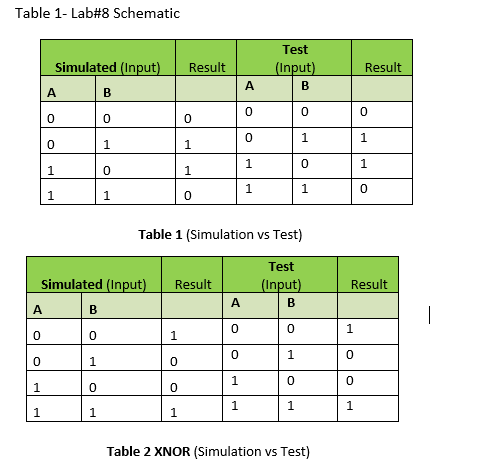 Table 1- Lab#8 Schematic
Simulated (Input) Result Test (Input) Result
A B A B
0 0 0 0 0 0
0 1 1 0 1 1
1 0 1 1 0 1
1 1 0 1 1 0
Table 1 (Simulation vs Test)
Simulated (Input) Result Test (Input) Result
A B A B
0 0 1 0 0 1
0 1 0 0 1 0
1 0 0 1 0 0
1 1 1 1 1 1
Table 2 XNOR (Simulation vs Test)